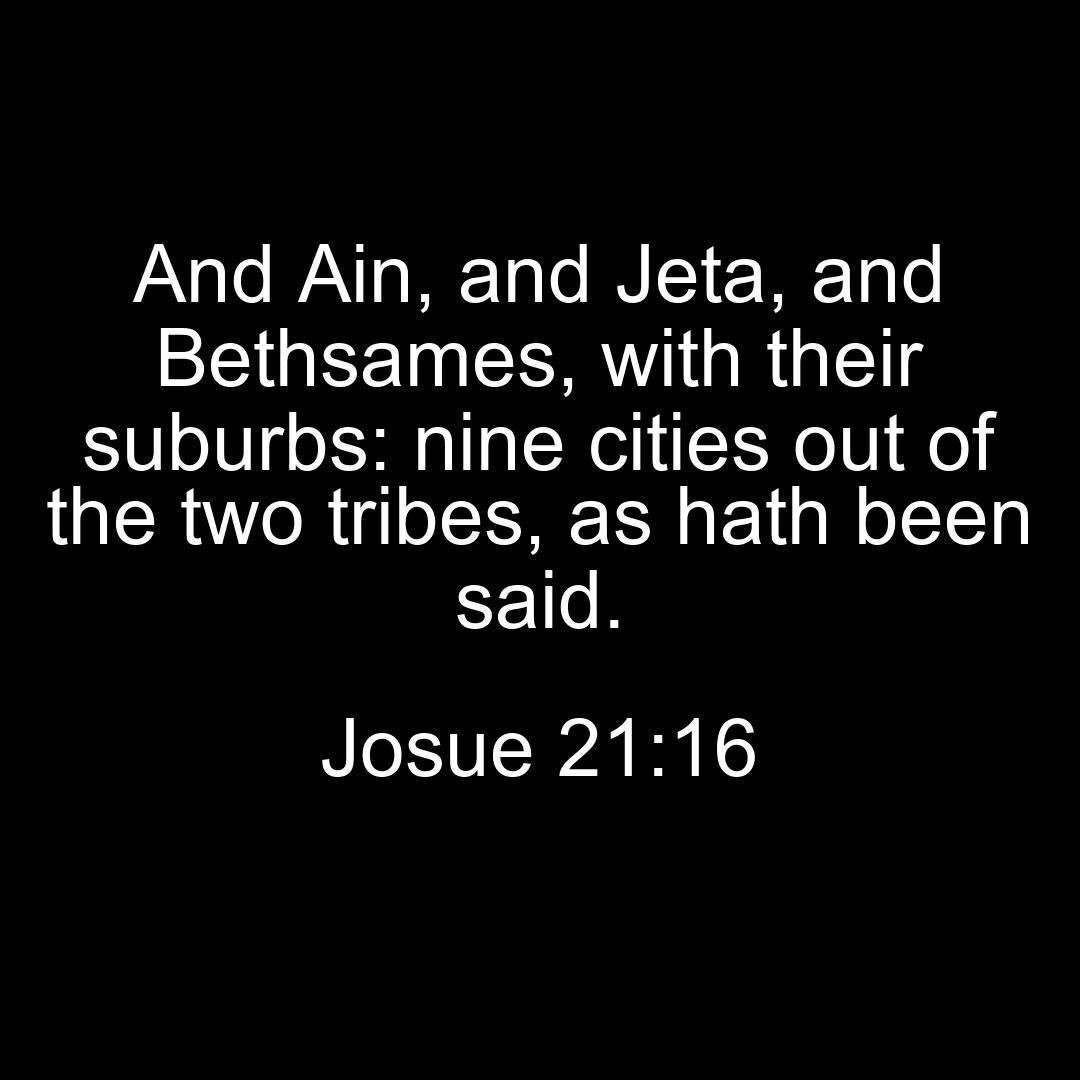 And Ain, and Jeta, and
Bethsames, with their
suburbs: nine cities out of
the two tribes, as hath been
said.
Josue 21:16